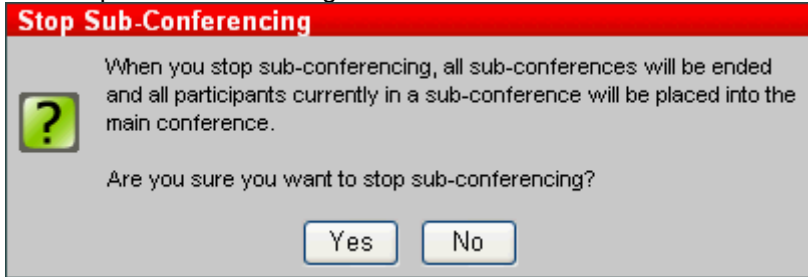 Stop Sub-Conferencing
When you stop sub-conferencing, all sub-conferences will be ended
and all participants currently in a sub-conference will be placed into the
main conference.
?
Are you sure you want to stop sub-conferencing?
Yes No